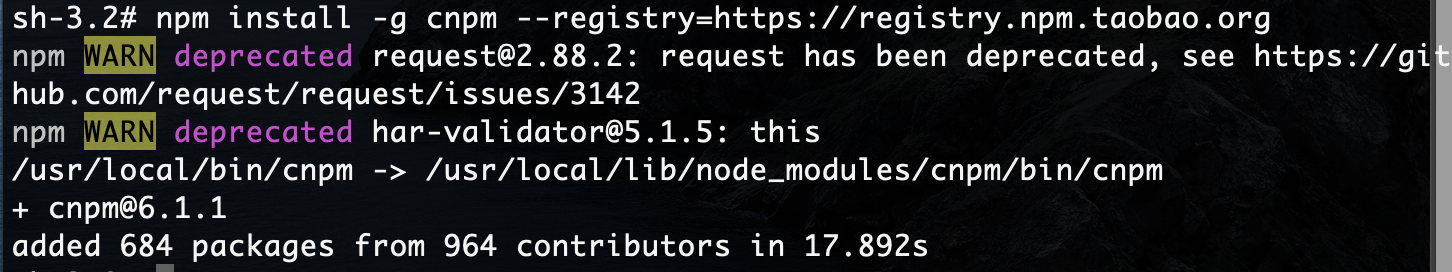 sh-3.2# npm install -g cnpm --registry=https://registry.npm.taobao.org
npm WARN deprecated request@2.88.2: request has been deprecated, see https://git
hub.com/request/request/issues/3142
npm WARN deprecated har-validator@5.1.5: this
/usr/local/bin/cnpm -> /usr/local/lib/node_modules/cnpm/bin/cnpm
+ cnpm@6.1.1
added 684 packages from 964 contributors in 17.892s